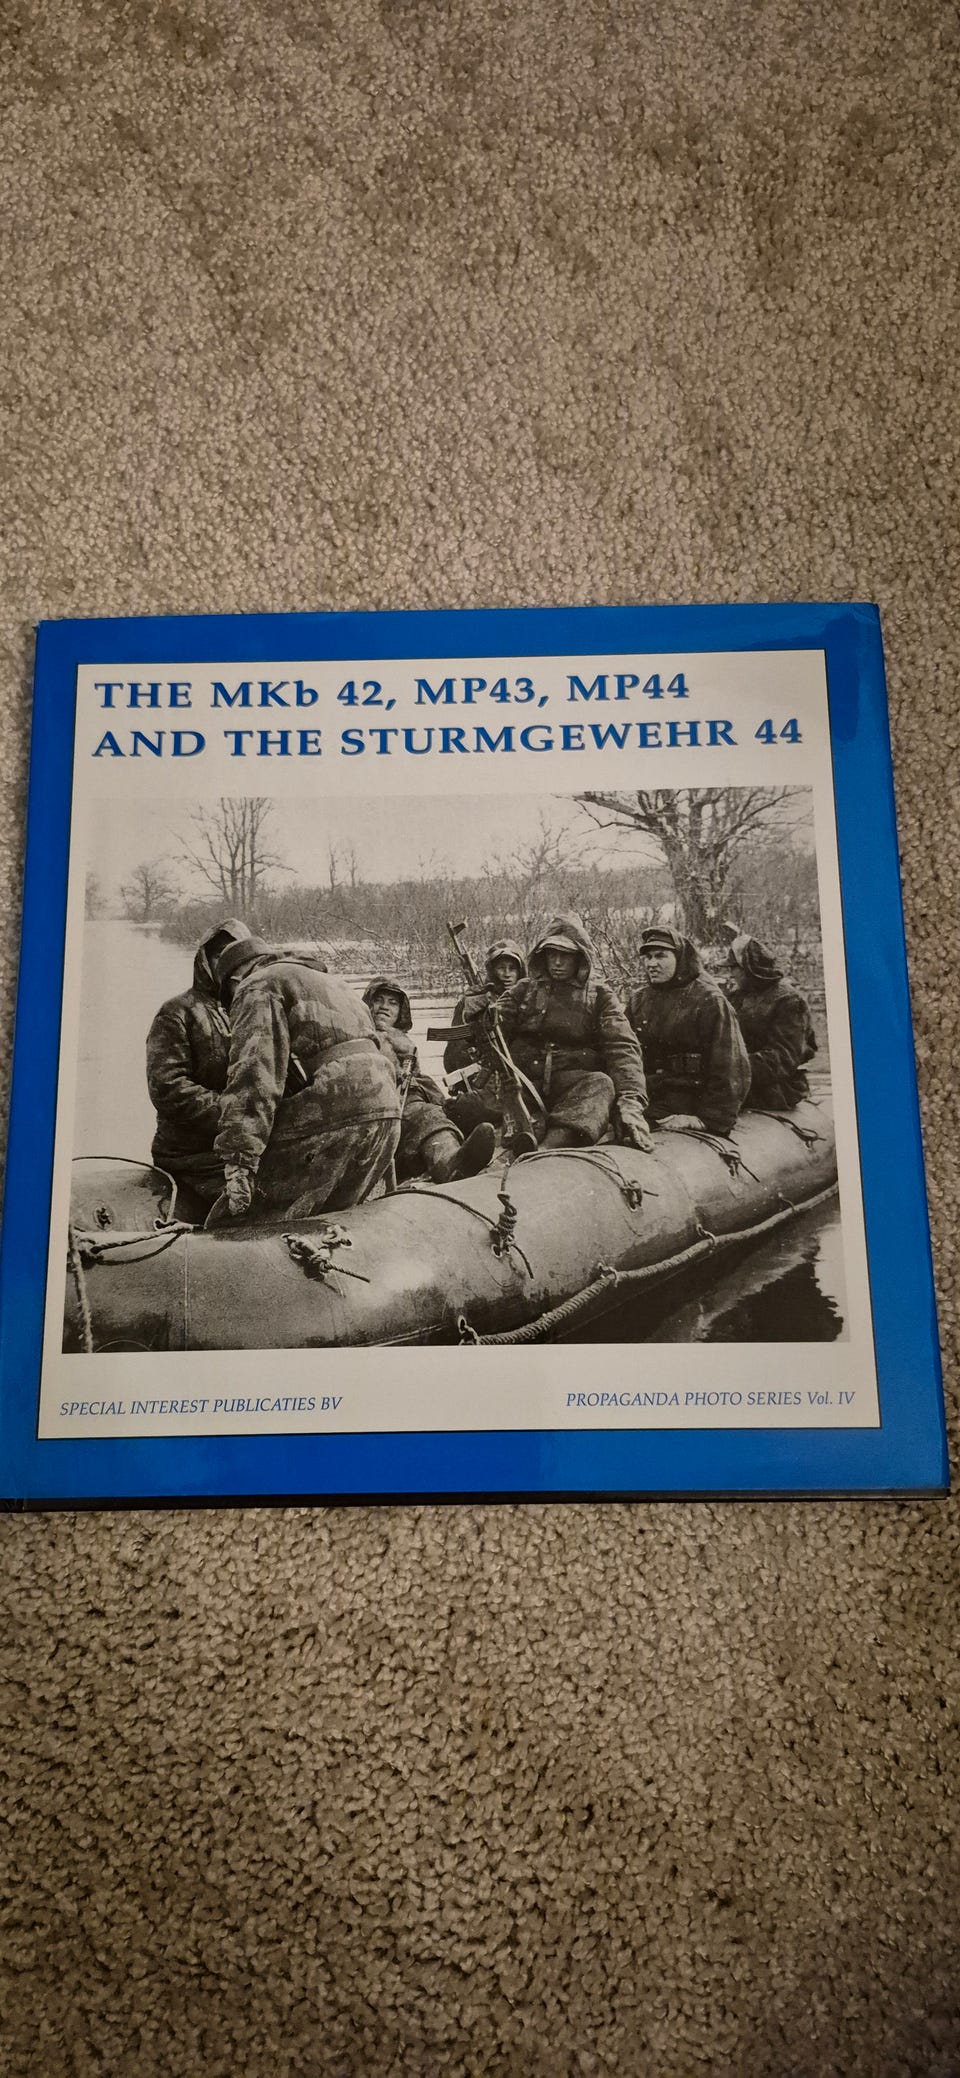 THE MKb 42, MP43, MP44
AND THE STURMGEWEHR 44
SPECIAL INTEREST PUBLICATIES BV
PROPAGANDA PHOTO SERIES Vol. IV